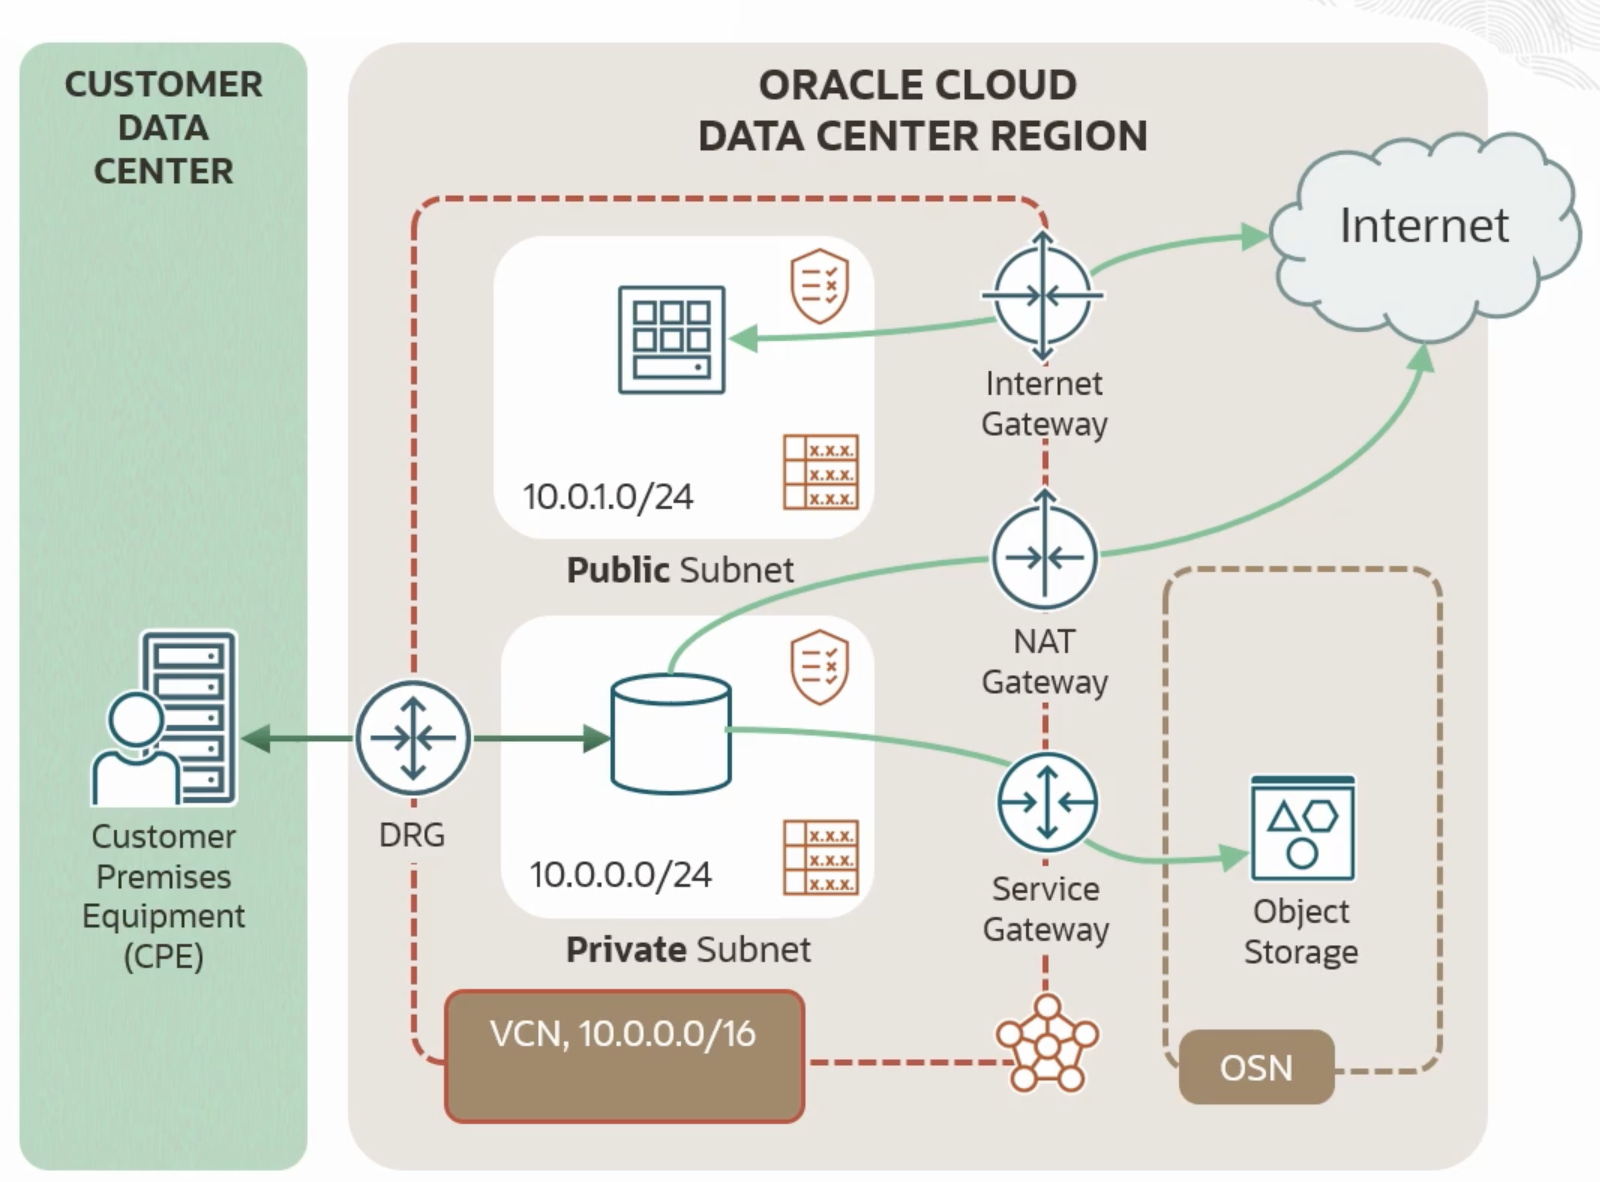 CUSTOMER
DATA
CENTER
ORACLE CLOUD
DATA CENTER REGION
Internet
Internet
Gateway
x.x.x.
x.x.x.
x.x.x.
10.0.1.0/24
Public Subnet
NAT
Gateway
DRG
Customer
Premises
Equipment
(CPE)
x.x.x.
x.x.x.
x.x.x.
10.0.0.0/24
Private Subnet
Service
Gateway
Object
Storage
VCN, 10.0.0.0/16
OSN